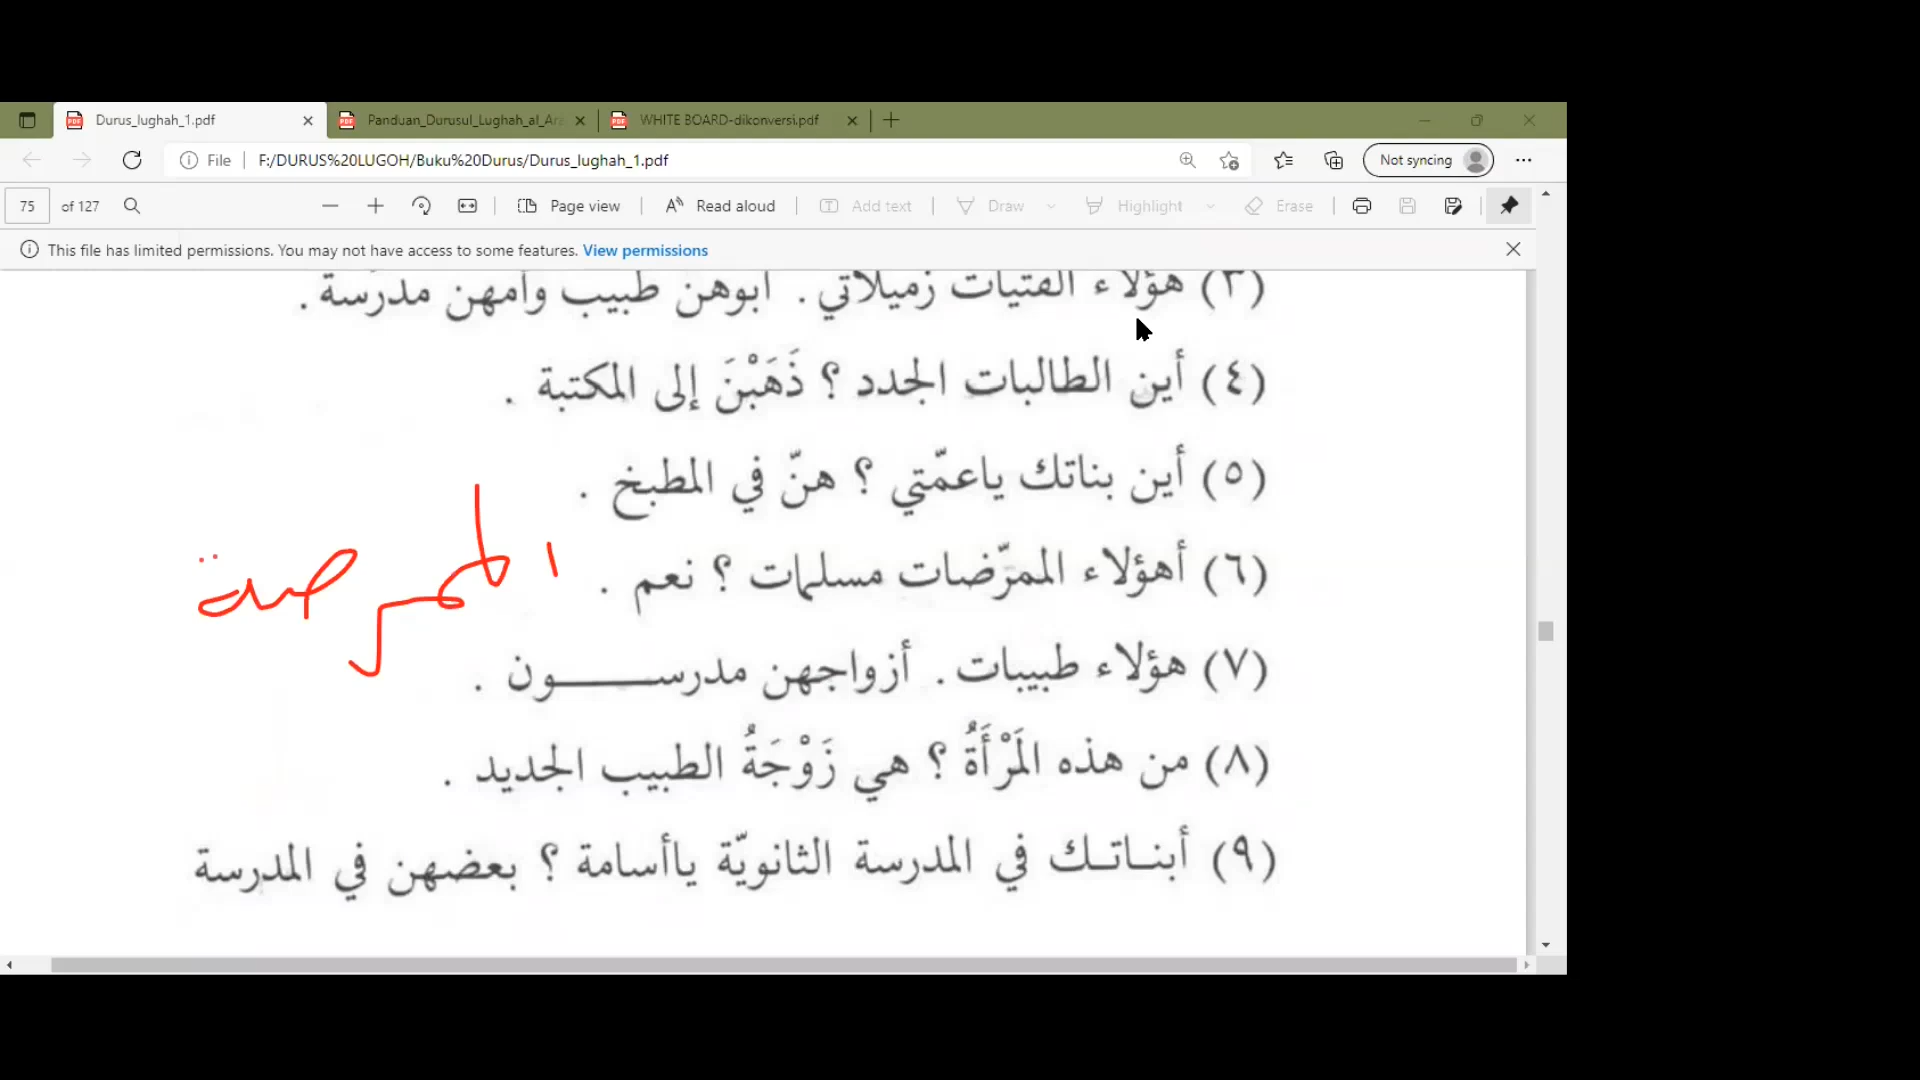 Durus_lughah_1.pdf
Panduan_Durusul_Lughah_al_Ara
WHITE BOARD-dikonversi.pdf
File
F:/DURUS%20LUGOH/Buku%20Durus/Durus_lughah_1.pdf
Not syncing
75 of 127
Page view
Read aloud
Add text
Draw
Highlight
Erase
This file has limited permissions. You may not have access to some features. View permissions
(٣) هؤلاء الفتيات زميلاتي . أبوهن طبيب وأمهن مدرسة .
(٤) أين الطالبات الجدد ؟ ذَهَبْنَ إلى المكتبة .
(٥) أين بناتك ياعمّتي ؟ هنّ في المطبخ .
(٦) أهؤلاء الممرّضات مسلمات ؟ نعم .
(٧) هؤلاء طبيبات . أزواجهن مدرســـــون .
(٨) من هذه المَرْأَةُ ؟ هي زَوْجَةُ الطبيب الجديد .
(٩) أبنـاتـك في المدرسة الثانويّة ياأسامة ؟ بعضهن في المدرسة